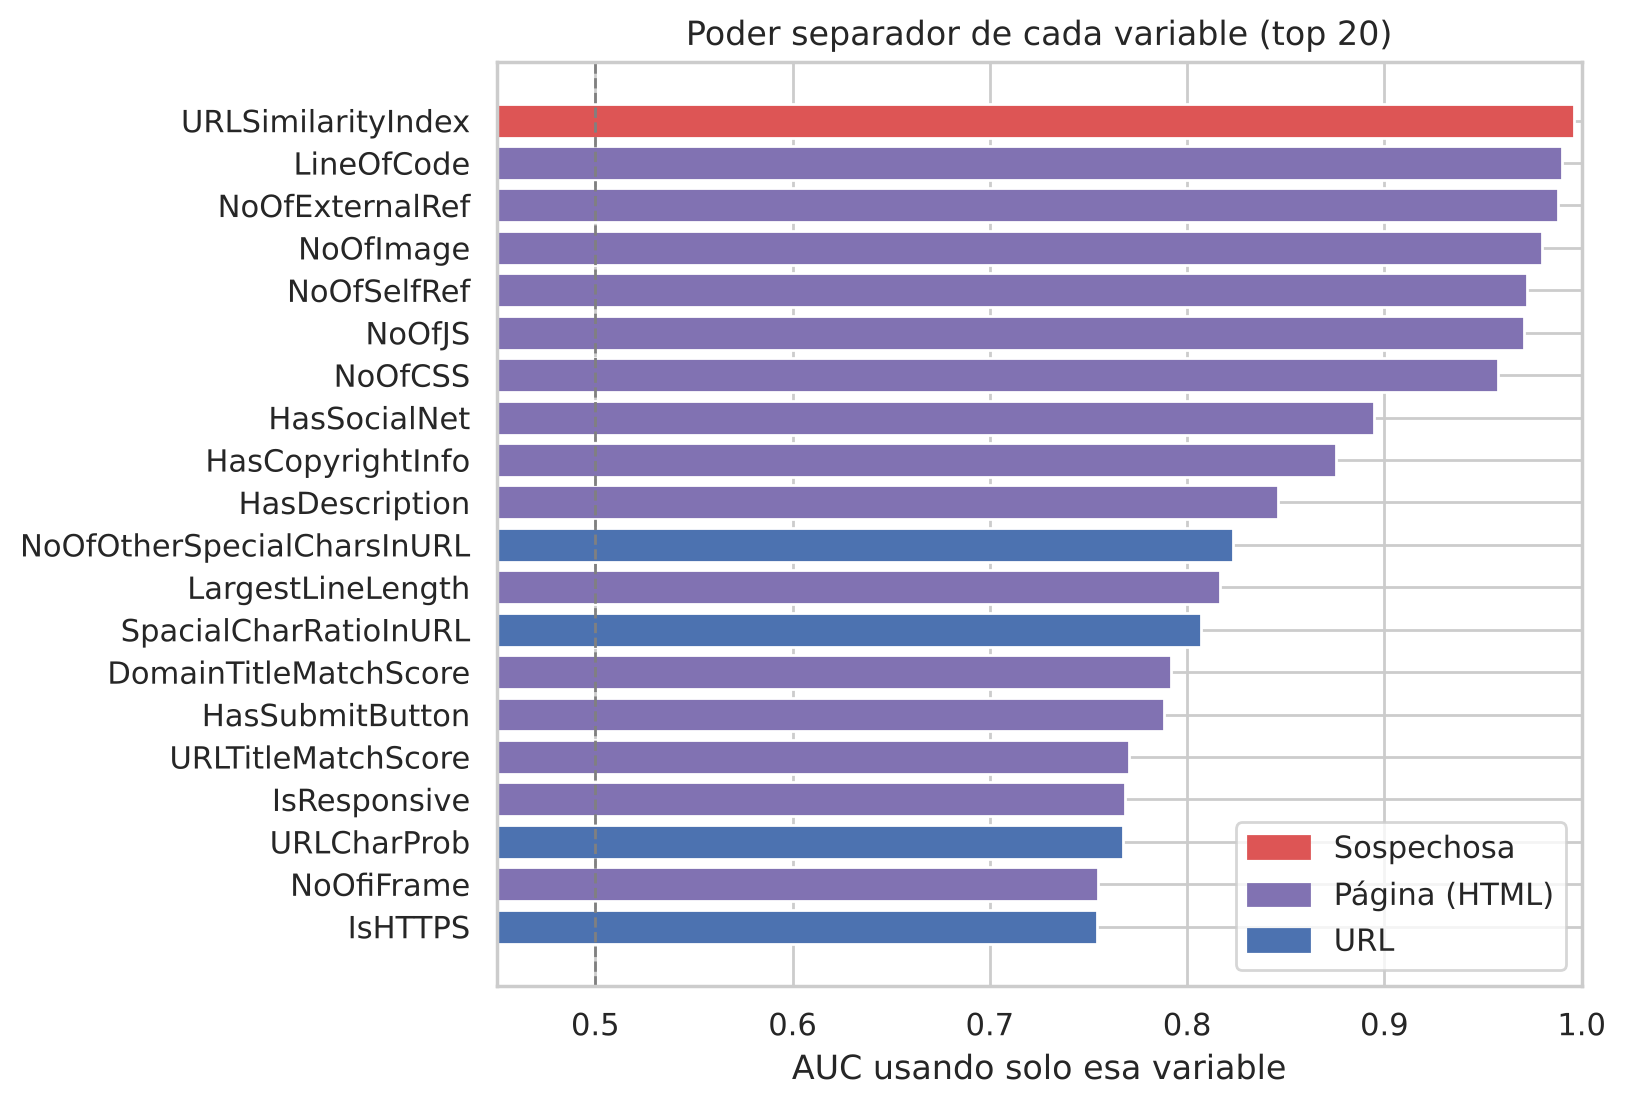 Poder separador de cada variable (top 20)
URLSimilarityIndex
LineOfCode
NoOfExternalRef
NoOfImage
NoOfSelfRef
NoOfJS
NoOfCSS
HasSocialNet
HasCopyrightInfo
HasDescription
NoOfOtherSpecialCharsInURL
LargestLineLength
SpacialCharRatioInURL
DomainTitleMatchScore
HasSubmitButton
URLTitleMatchScore
IsResponsive
URLCharProb
NoOfiFrame
IsHTTPS
Sospechosa
Página (HTML)
URL
0.5 0.6 0.7 0.8 0.9 1.0
AUC usando solo esa variable